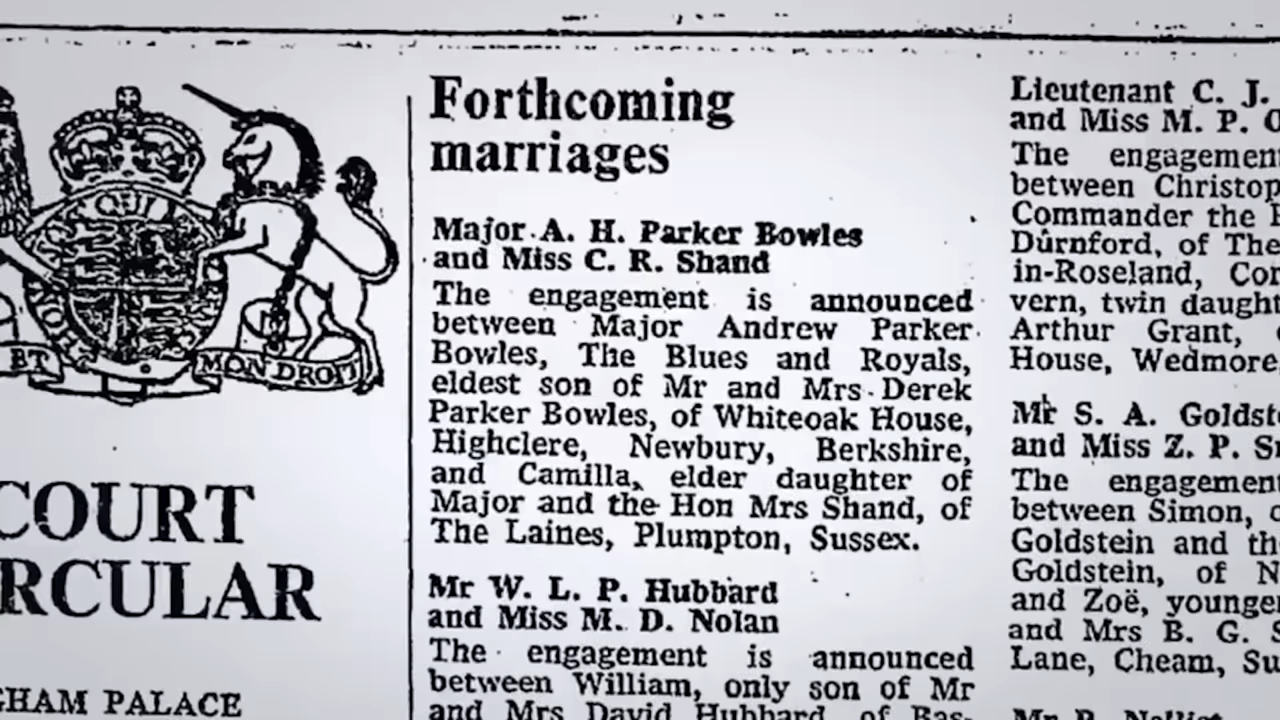 QUI
MON DROIT
COURT
RCULAR
GHAM PALACE
Forthcoming
marriages
Major A. H. Parker Bowles
and Miss C. R. Shand
The engagement is announced
between Major Andrew Parker
Bowles, The Blues and Royals,
eldest son of Mr and Mrs Derek
Parker Bowles, of Whiteoak House,
Highclere, Newbury, Berkshire,
and Camilla, elder daughter of
Major and the Hon Mrs Shand, of
The Laines, Plumpton, Sussex.
Mr W. L. P. Hubbard
and Miss M. D. Nolan
The engagement is announced
between William, only son of Mr
and Mrs David Hubbard, of Bas-
Lieutenant C. J.
and Miss M. P.
The engagement
between Christop
Commander the
Durnford, of The
in-Roseland, Cor
vern, twin daught
Arthur Grant,
House, Wedmore,
Mr S. A. Goldst
and Miss Z. P.
The engagement
between Simon,
Goldstein and th
Goldstein, of N
and Zoë, younger
and Mrs B. G. S
Lane, Cheam, Su